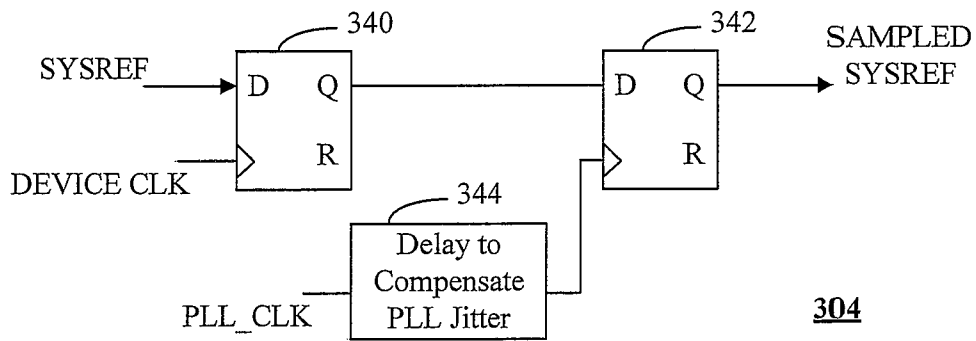 340
342
SAMPLED
SYSREF
SYSREF
D Q
D Q
R
R
DEVICE CLK
344
Delay to
Compensate
PLL Jitter
PLL_CLK
304